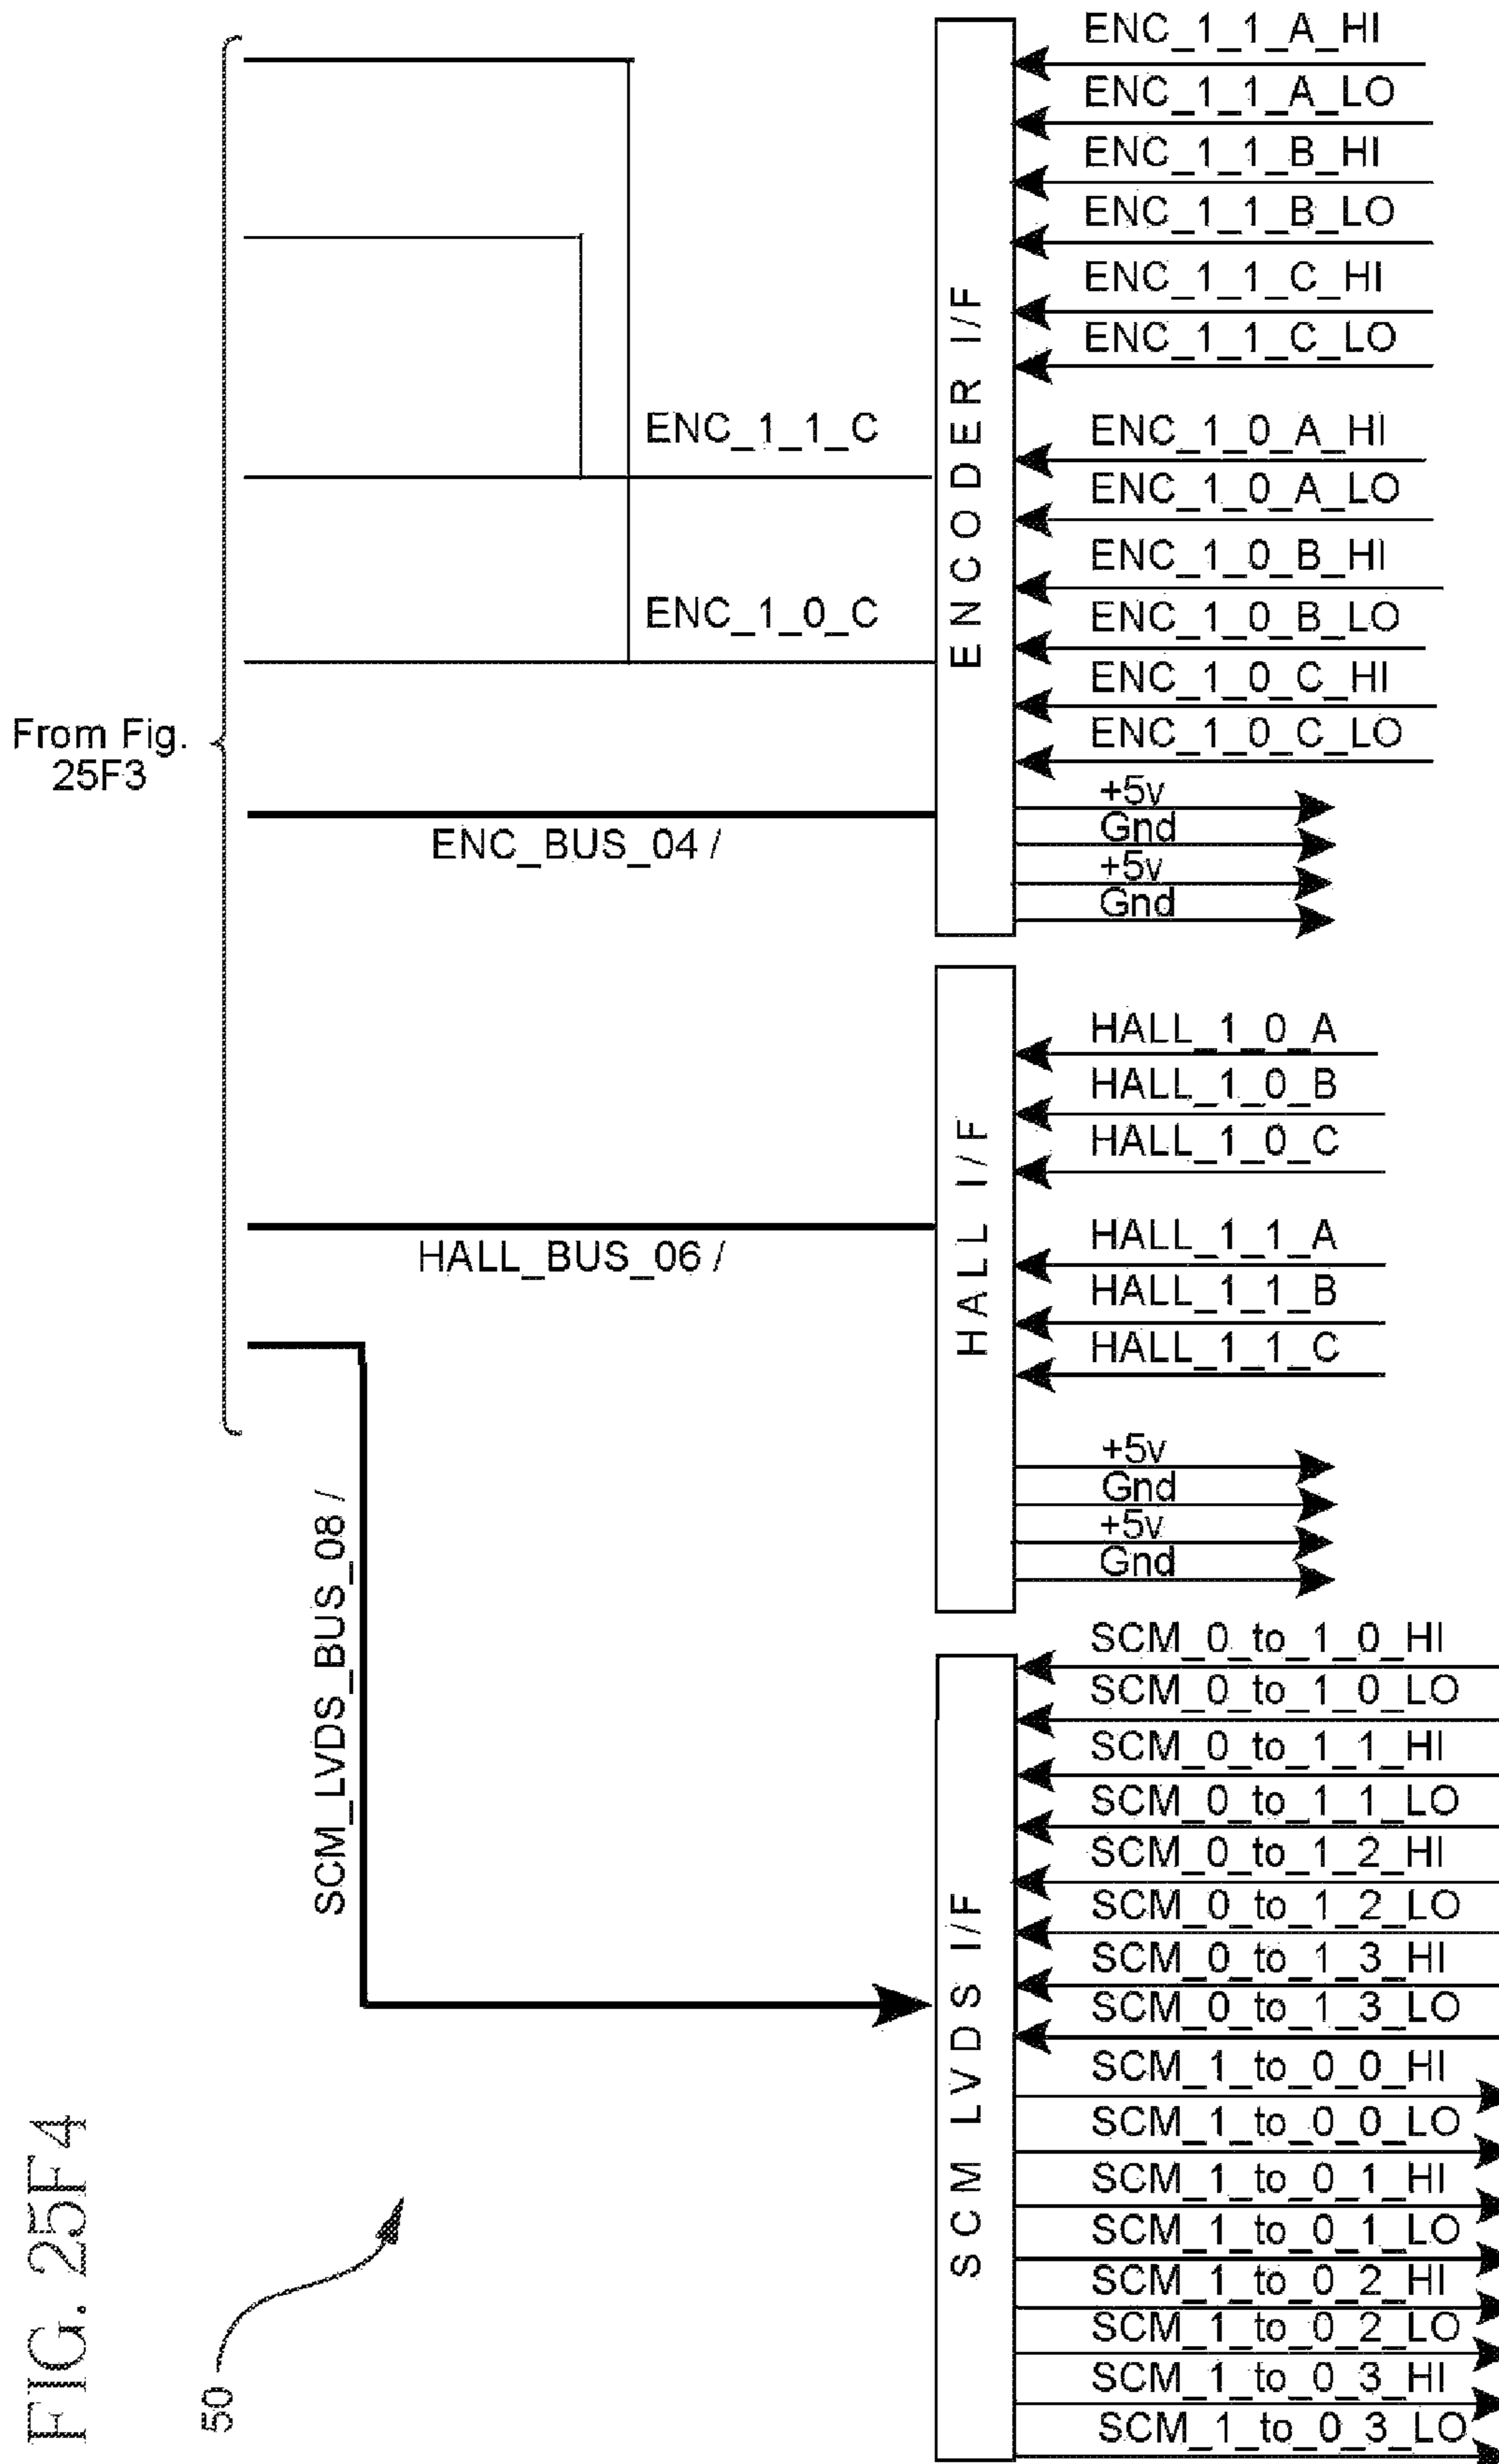 From Fig.
25F3
ENC_1_1_C
ENC_1_0_C
ENC_BUS_04 /
HALL_BUS_06 /
SCM_LVDS_BUS_08 /
ENCODER I/F
ENC_1_1_A_HI
ENC_1_1_A_LO
ENC_1_1_B_HI
ENC_1_1_B_LO
ENC_1_1_C_HI
ENC_1_1_C_LO
ENC_1_0_A_HI
ENC_1_0_A_LO
ENC_1_0_B_HI
ENC_1_0_B_LO
ENC_1_0_C_HI
ENC_1_0_C_LO
+5v
Gnd
+5v
Gnd
HALL I/F
HALL_1_0_A
HALL_1_0_B
HALL_1_0_C
HALL_1_1_A
HALL_1_1_B
HALL_1_1_C
+5v
Gnd
+5v
Gnd
SCM LVDS I/F
SCM_0_to_1_0_HI
SCM_0_to_1_0_LO
SCM_0_to_1_1_HI
SCM_0_to_1_1_LO
SCM_0_to_1_2_HI
SCM_0_to_1_2_LO
SCM_0_to_1_3_HI
SCM_0_to_1_3_LO
SCM_1_to_0_0_HI
SCM_1_to_0_0_LO
SCM_1_to_0_1_HI
SCM_1_to_0_1_LO
SCM_1_to_0_2_HI
SCM_1_to_0_2_LO
SCM_1_to_0_3_HI
SCM_1_to_0_3_LO
50
FIG. 25F4